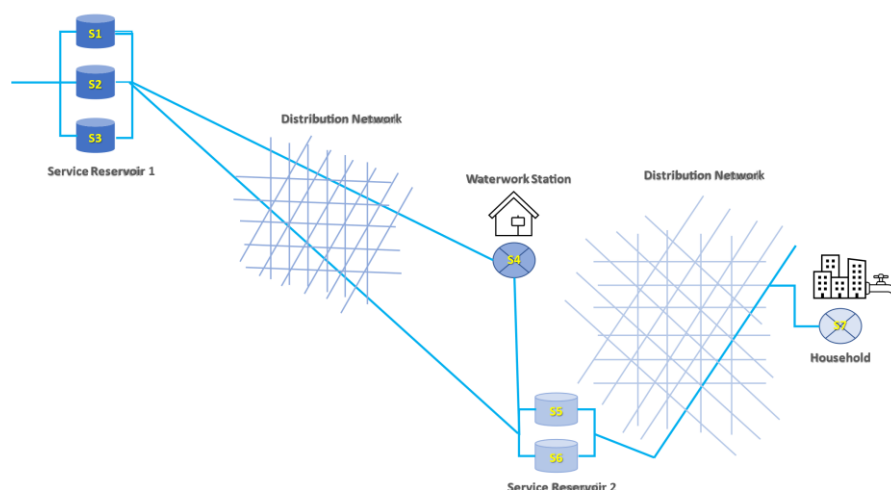 S1
S2
S3
Service Reservoir 1
Distribution Network
Waterwork Station
S4
Distribution Network
S7
Household
S5
S6
Service Reservoir 2